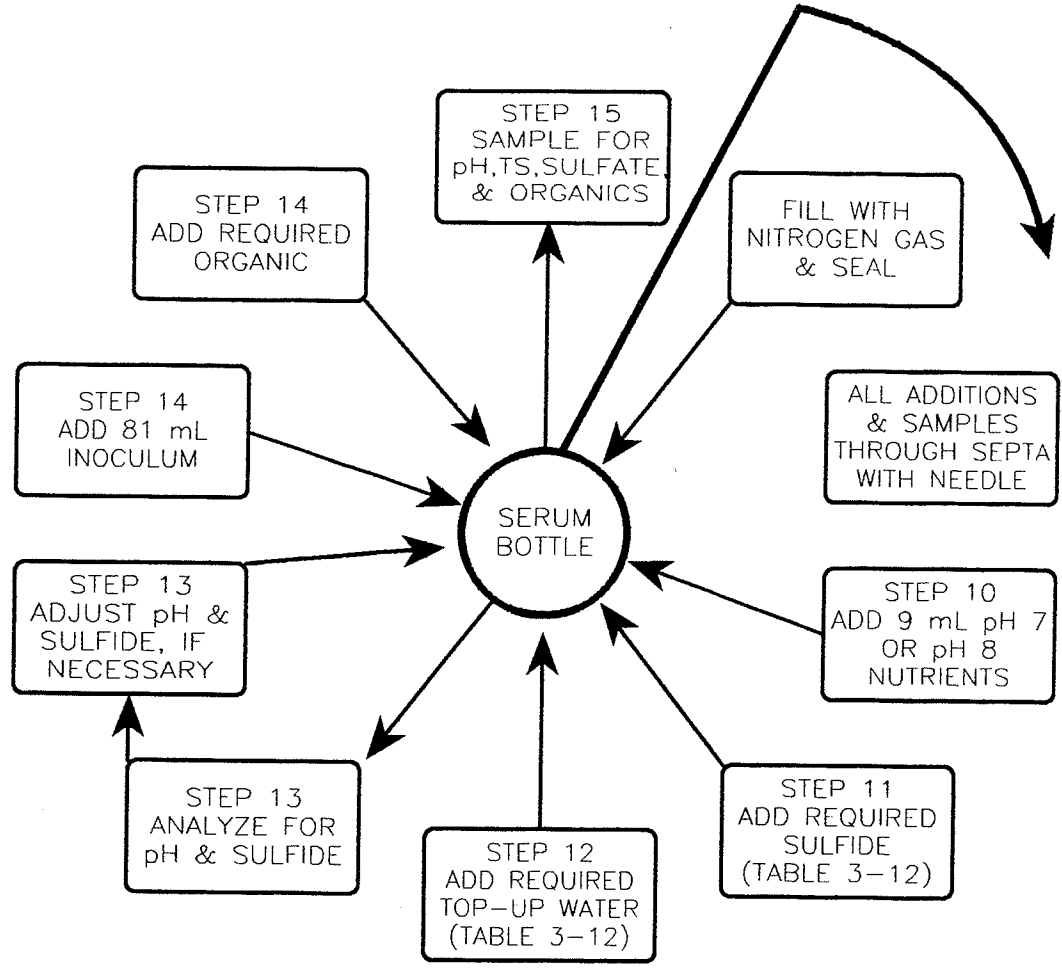 STEP 15
SAMPLE FOR
pH,TS,SULFATE,
& ORGANICS
FILL WITH
NITROGEN GAS
& SEAL
ALL ADDITIONS
& SAMPLES
THROUGH SEPTA
WITH NEEDLE
STEP 10
ADD 9 mL pH 7
OR pH 8
NUTRIENTS
STEP 11
ADD REQUIRED
SULFIDE
(TABLE 3-12)
STEP 12
ADD REQUIRED
TOP-UP WATER
(TABLE 3-12)
STEP 13
ANALYZE FOR
pH & SULFIDE
STEP 13
ADJUST pH &
SULFIDE, IF
NECESSARY
STEP 14
ADD 81 mL
INOCULUM
STEP 14
ADD REQUIRED
ORGANIC
SERUM
BOTTLE